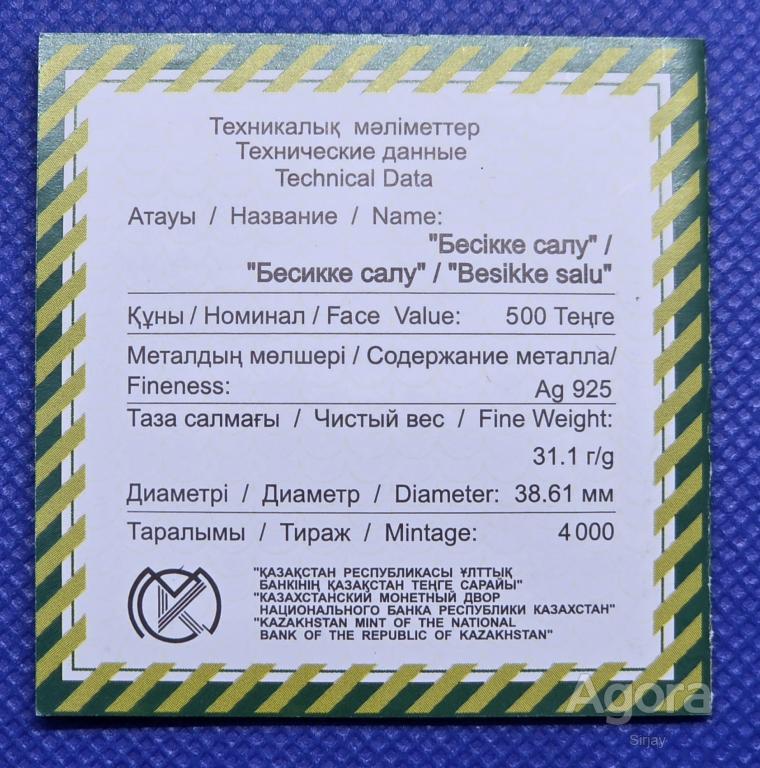 Техникалық мәліметтер
Технические данные
Technical Data
Атауы / Название / Name:
"Бесікке салу" /
"Бесикке салу" / "Besikke salu"
Құны / Номинал / Face Value: 500 Теңге
Металдың мөлшері / Содержание металла/
Fineness: Ag 925
Таза салмағы / Чистый вес / Fine Weight:
31.1 г/g
Диаметрі / Диаметр / Diameter: 38.61 мм
Таралымы / Тираж / Mintage: 4000
"ҚАЗАҚСТАН РЕСПУБЛИКАСЫ ҰЛТТЫҚ
БАНКІНІҢ ҚАЗАҚСТАН ТЕҢГЕ САРАЙЫ"
"КАЗАХСТАНСКИЙ МОНЕТНЫЙ ДВОР
НАЦИОНАЛЬНОГО БАНКА РЕСПУБЛИКИ КАЗАХСТАН"
"KAZAKHSTAN MINT OF THE NATIONAL
BANK OF THE REPUBLIC OF KAZAKHSTAN"
Agora
Sirjay